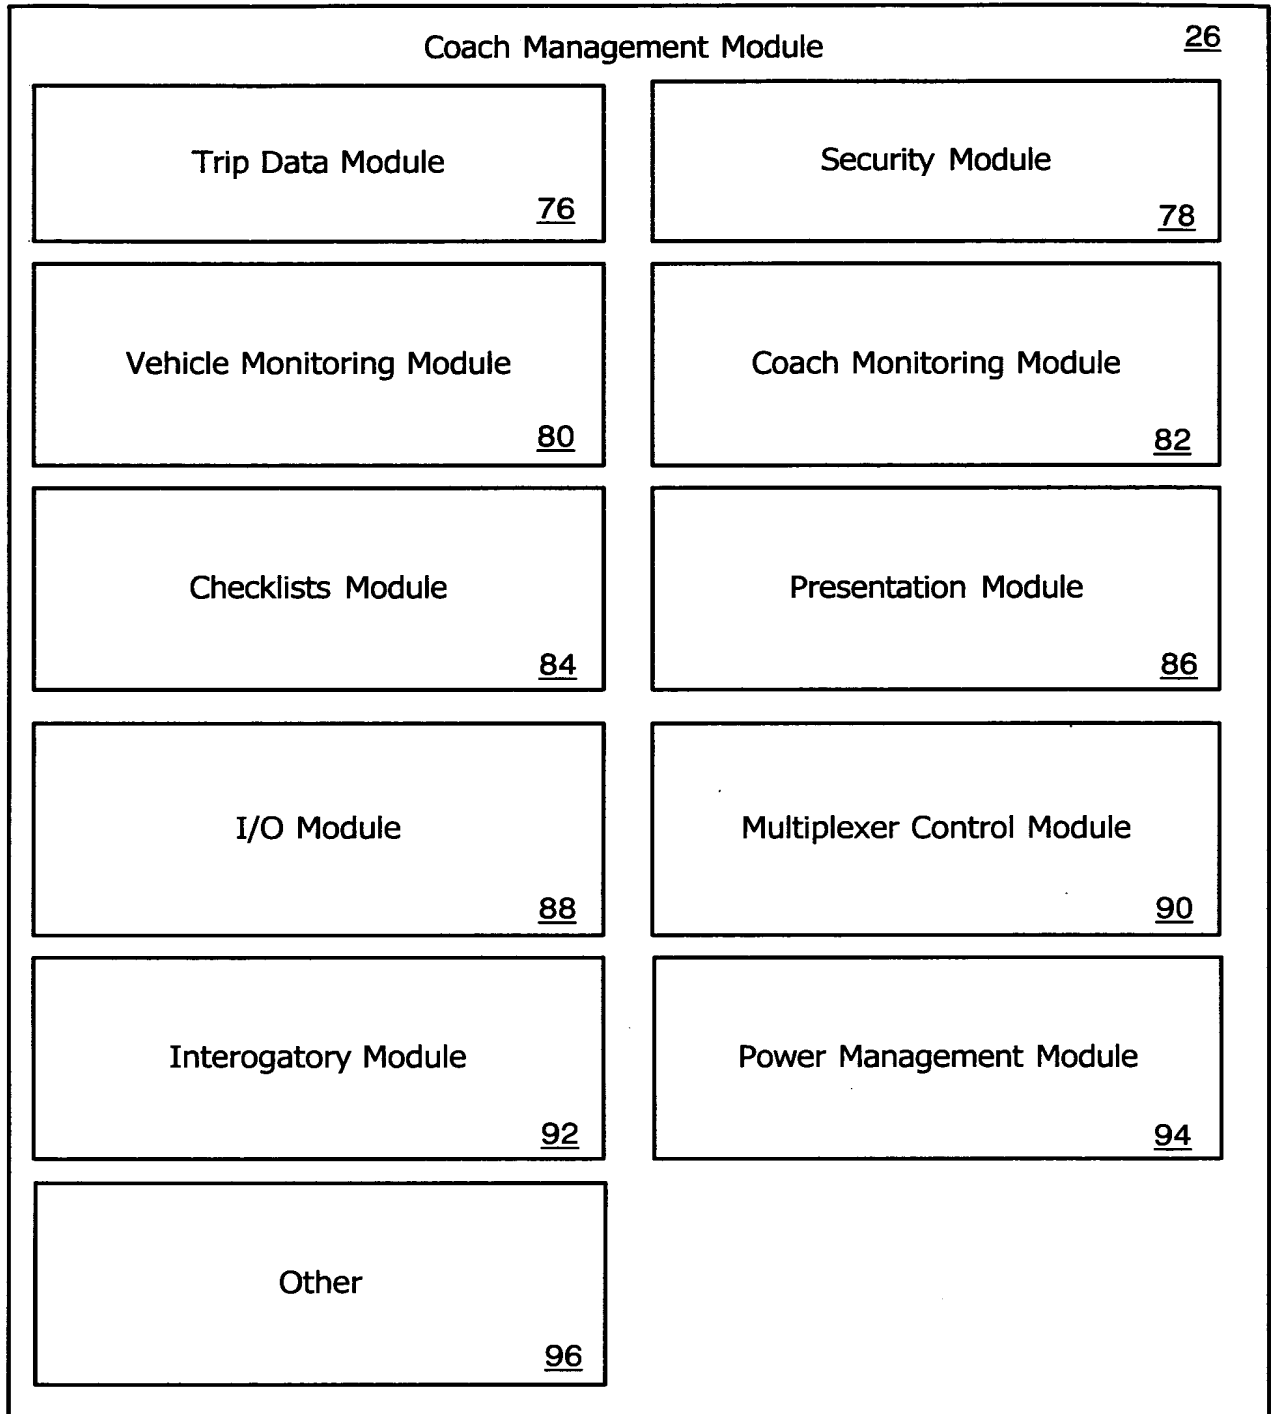 Coach Management Module 26
Trip Data Module
76
Security Module
78
Vehicle Monitoring Module
80
Coach Monitoring Module
82
Checklists Module
84
Presentation Module
86
I/O Module
88
Multiplexer Control Module
90
Interogatory Module
92
Power Management Module
94
Other
96